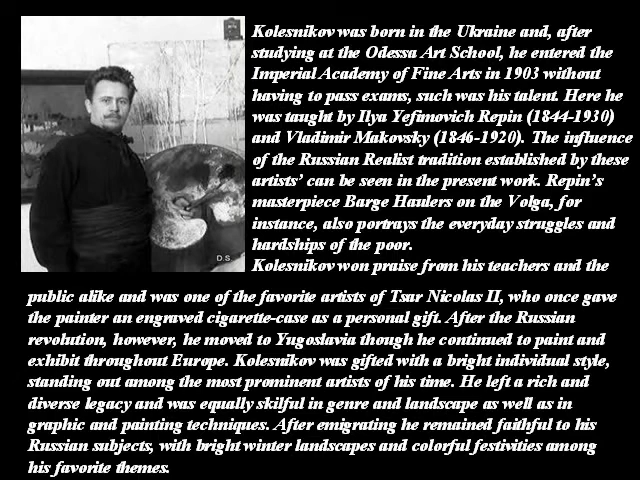 Kolesnikov was born in the Ukraine and, after
studying at the Odessa Art School, he entered the
Imperial Academy of Fine Arts in 1903 without
having to pass exams, such was his talent. Here he
was taught by Ilya Yefimovich Repin (1844-1930)
and Vladimir Makovsky (1846-1920). The influence
of the Russian Realist tradition established by these
artists’ can be seen in the present work. Repin’s
masterpiece Barge Haulers on the Volga, for
instance, also portrays the everyday struggles and
hardships of the poor.
Kolesnikov won praise from his teachers and the
D.S.
public alike and was one of the favorite artists of Tsar Nicolas II, who once gave
the painter an engraved cigarette-case as a personal gift. After the Russian
revolution, however, he moved to Yugoslavia though he continued to paint and
exhibit throughout Europe. Kolesnikov was gifted with a bright individual style,
standing out among the most prominent artists of his time. He left a rich and
diverse legacy and was equally skilful in genre and landscape as well as in
graphic and painting techniques. After emigrating he remained faithful to his
Russian subjects, with bright winter landscapes and colorful festivities among
his favorite themes.